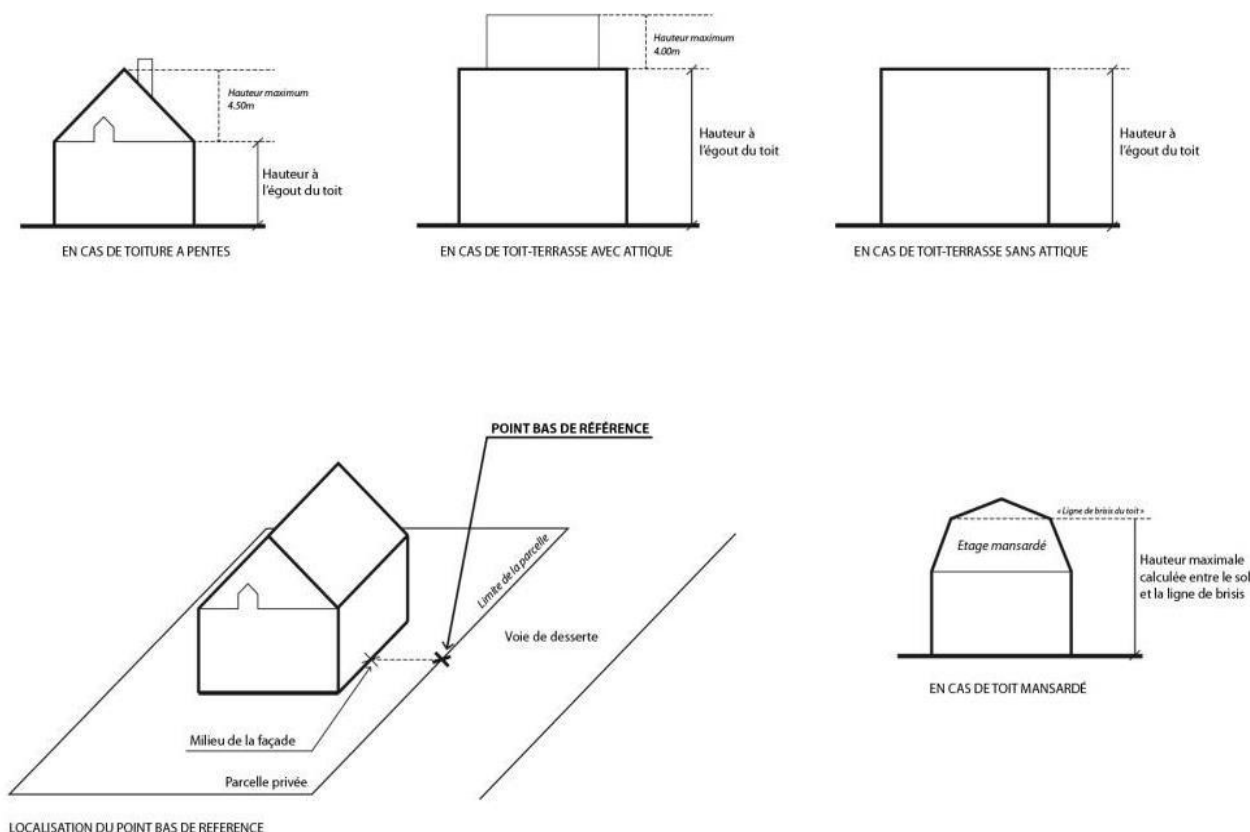 Hauteur maximum
4.50m
Hauteur à
l'égout du toit
EN CAS DE TOITURE A PENTES
Hauteur maximum
4.00m
Hauteur à
l'égout du toit
EN CAS DE TOIT-TERRASSE AVEC ATTIQUE
Hauteur à
l'égout du toit
EN CAS DE TOIT-TERRASSE SANS ATTIQUE
POINT BAS DE RÉFÉRENCE
Limite de la parcelle
Voie de desserte
Milieu de la façade
Parcelle privée
LOCALISATION DU POINT BAS DE REFERENCE
« Ligne de brisis du toit »
Etage mansardé
Hauteur maximale
calculée entre le sol
et la ligne de brisis
EN CAS DE TOIT MANSARDÉ